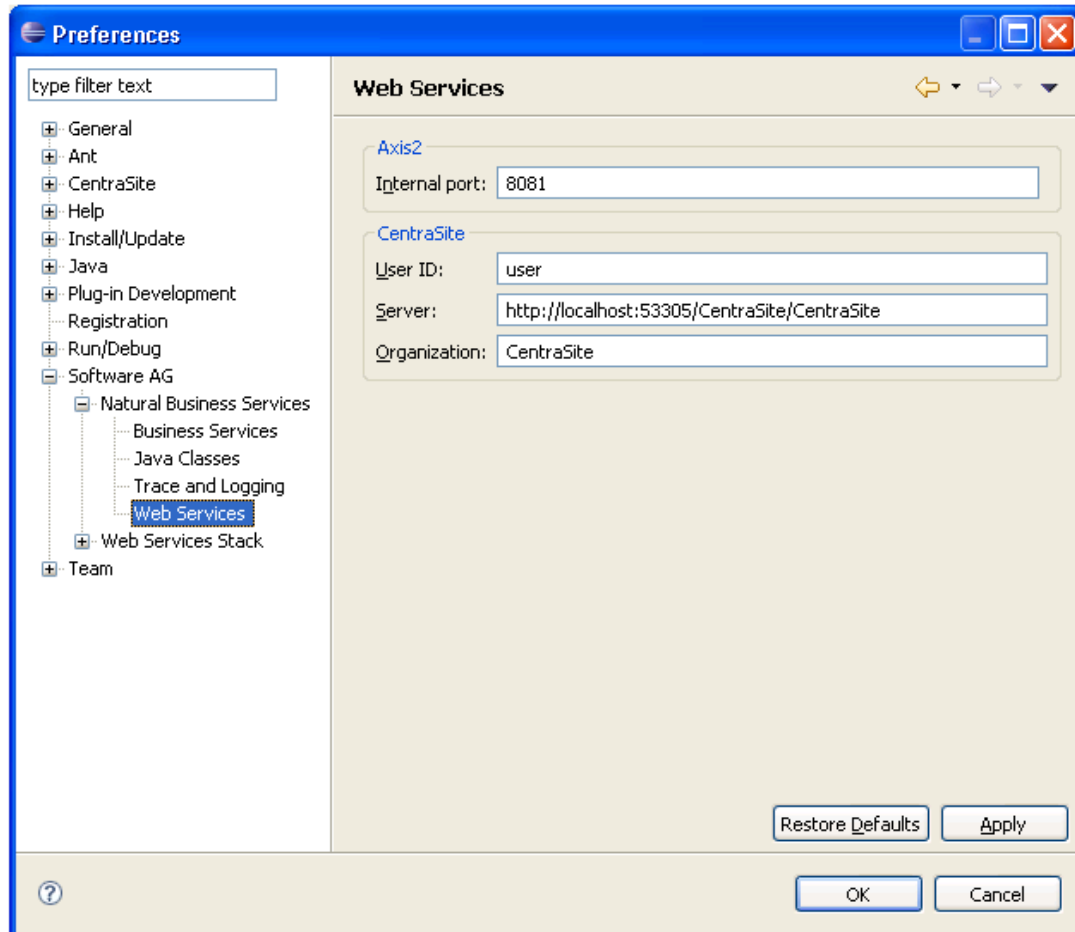 Preferences
type filter text
General
Ant
CentraSite
Help
Install/Update
Java
Plug-in Development
Registration
Run/Debug
Software AG
Natural Business Services
Business Services
Java Classes
Trace and Logging
Web Services
Web Services Stack
Team
Web Services
Axis2
Internal port: 8081
CentraSite
User ID: user
Server: http://localhost:53305/CentraSite/CentraSite
Organization: CentraSite
Restore Defaults Apply
? OK Cancel